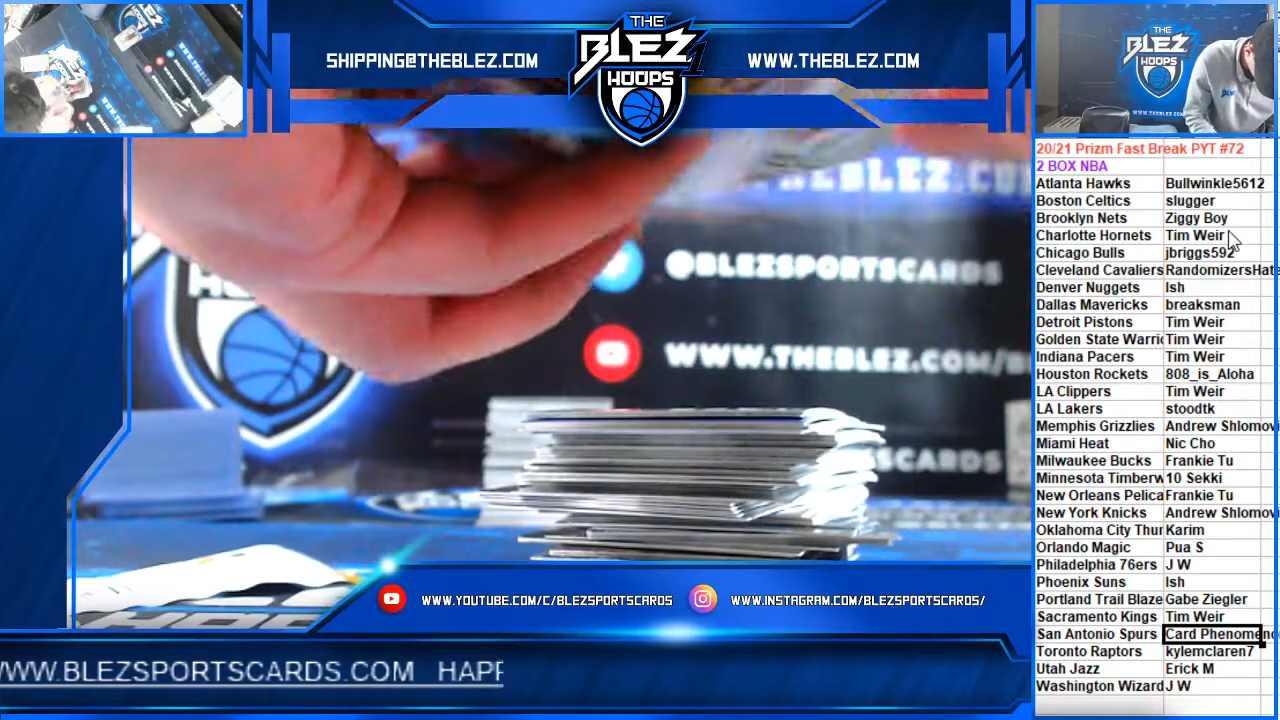 SHIPPING@THEBLEZ.COM
THE
BLEZ
HOOPS
WWW.THEBLEZ.COM
@BLEZSPORTSCARDS
WWW.THEBLEZ.COM/B
SCARDS
WWW.YOUTUBE.COM/C/BLEZSPORTSCARDS
WWW.INSTAGRAM.COM/BLEZSPORTSCARDS/
WWW.BLEZSPORTSCARDS.COM HAPP
THE
BLEZ
HOOPS
20/21 Prizm Fast Break PYT #72
2 BOX NBA
Atlanta Hawks Bullwinkle5612
Boston Celtics slugger
Brooklyn Nets Ziggy Boy
Charlotte Hornets Tim Weir
Chicago Bulls jbriggs592
Cleveland Cavaliers RandomizersHate
Denver Nuggets Ish
Dallas Mavericks breaksman
Detroit Pistons Tim Weir
Golden State Warric Tim Weir
Indiana Pacers Tim Weir
Houston Rockets 808_is_Aloha
LA Clippers Tim Weir
LA Lakers stoodtk
Memphis Grizzlies Andrew Shlomovi
Miami Heat Nic Cho
Milwaukee Bucks Frankie Tu
Minnesota Timberw 10 Sekki
New Orleans Pelica Frankie Tu
New York Knicks Andrew Shlomovi
Oklahoma City Thur Karim
Orlando Magic Pua S
Philadelphia 76ers J W
Phoenix Suns Ish
Portland Trail Blaze Gabe Ziegler
Sacramento Kings Tim Weir
San Antonio Spurs Card Phenomeno
Toronto Raptors kylemclaren7
Utah Jazz Erick M
Washington Wizard J W